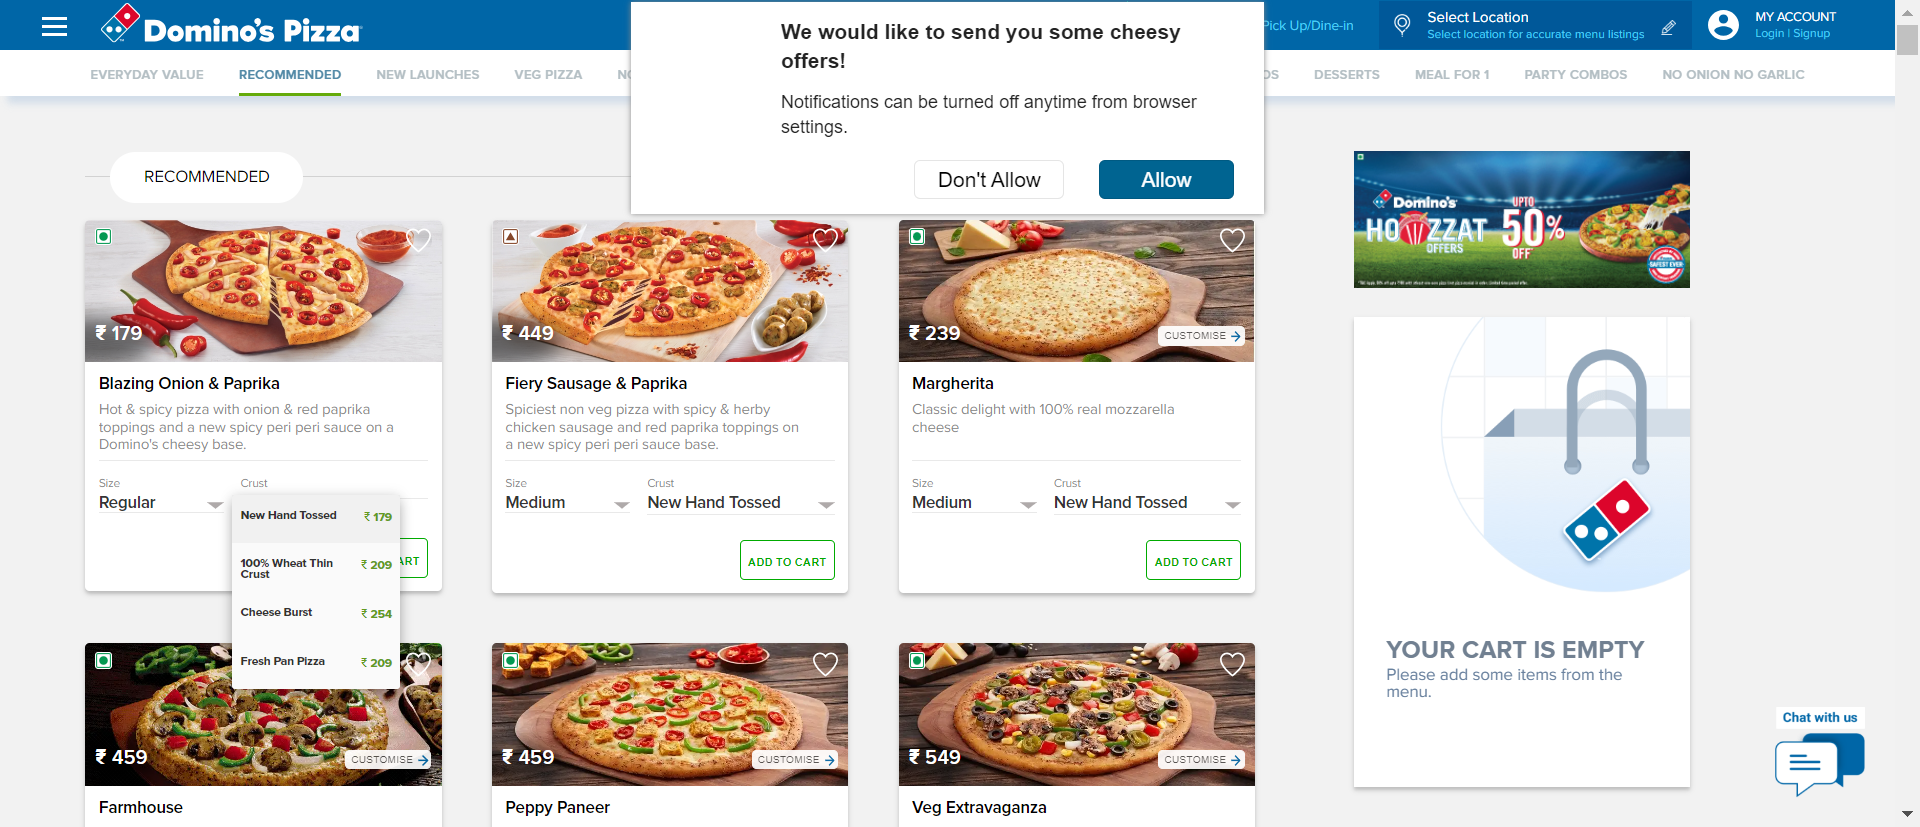 Domino's Pizza
We would like to send you some cheesy
offers!
Notifications can be turned off anytime from browser
settings.
Don't Allow
Allow
Pick Up/Dine-in
Select Location
Select location for accurate menu listings
MY ACCOUNT
Login | Signup
EVERYDAY VALUE
RECOMMENDED
NEW LAUNCHES
VEG PIZZA
DESSERTS
MEAL FOR 1
PARTY COMBOS
NO ONION NO GARLIC
RECOMMENDED
₹ 179
Blazing Onion & Paprika
Hot & spicy pizza with onion & red paprika
toppings and a new spicy peri peri sauce on a
Domino's cheesy base.
Size
Crust
Regular
New Hand Tossed ₹ 179
100% Wheat Thin
Crust
₹ 209
Cheese Burst ₹ 254
Fresh Pan Pizza ₹ 209
₹ 449
Fiery Sausage & Paprika
Spiciest non veg pizza with spicy & herby
chicken sausage and red paprika toppings on
a new spicy peri peri sauce base.
Size
Crust
Medium
New Hand Tossed
ADD TO CART
₹ 239
CUSTOMISE
Margherita
Classic delight with 100% real mozzarella
cheese
Size
Crust
Medium
New Hand Tossed
ADD TO CART
Domino's
HOZZAT
OFFERS
UPTO
50%
OFF
YOUR CART IS EMPTY
Please add some items from the
menu.
₹ 459
CUSTOMISE
Farmhouse
₹ 459
CUSTOMISE
Peppy Paneer
₹ 549
CUSTOMISE
Veg Extravaganza
Chat with us